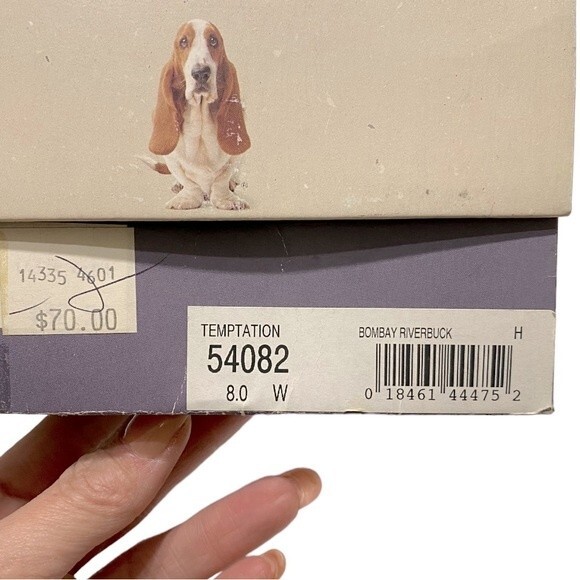 14335 4601
$70.00
TEMPTATION
54082
8.0 W
BOMBAY RIVERBUCK H
0 18461 44475 2